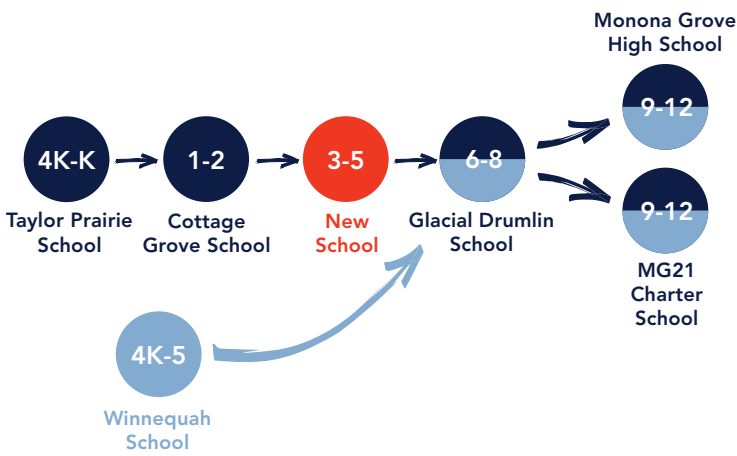 Monona Grove
High School
9-12
4K-K
1-2
3-5
6-8
Taylor Prairie
School
Cottage
Grove School
New
School
Glacial Drumlin
School
9-12
MG21
Charter
School
4K-5
Winnequah
School